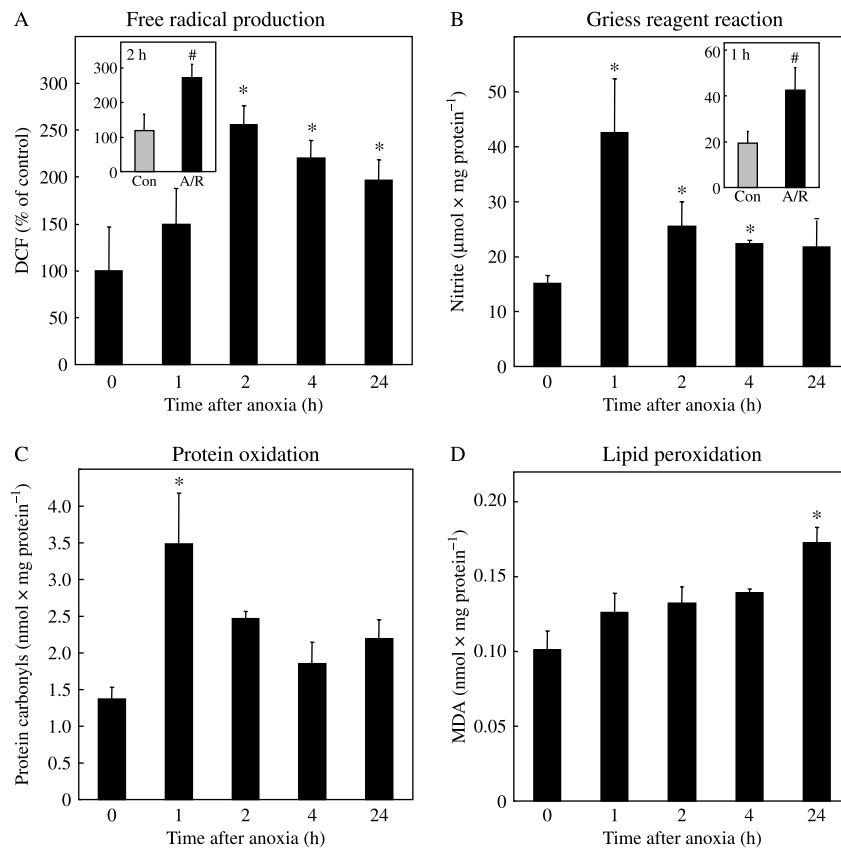 A Free radical production
DCF (% of control)
300
250
200
150
100
50
0
2 h
#
300
200
100
0
Con A/R
* * *
0 1 2 4 24
Time after anoxia (h)
B Griess reagent reaction
Nitrite (μmol × mg protein⁻¹)
50
40
30
20
10
0
1 h
#
60
40
20
0
Con A/R
* * *
0 1 2 4 24
Time after anoxia (h)
C Protein oxidation
Protein carbonyls (nmol × mg protein⁻¹)
4.0
3.5
3.0
2.5
2.0
1.5
1.0
0.5
0
*
0 1 2 4 24
Time after anoxia (h)
D Lipid peroxidation
MDA (nmol × mg protein⁻¹)
0.20
0.15
0.10
0.05
0
*
0 1 2 4 24
Time after anoxia (h)